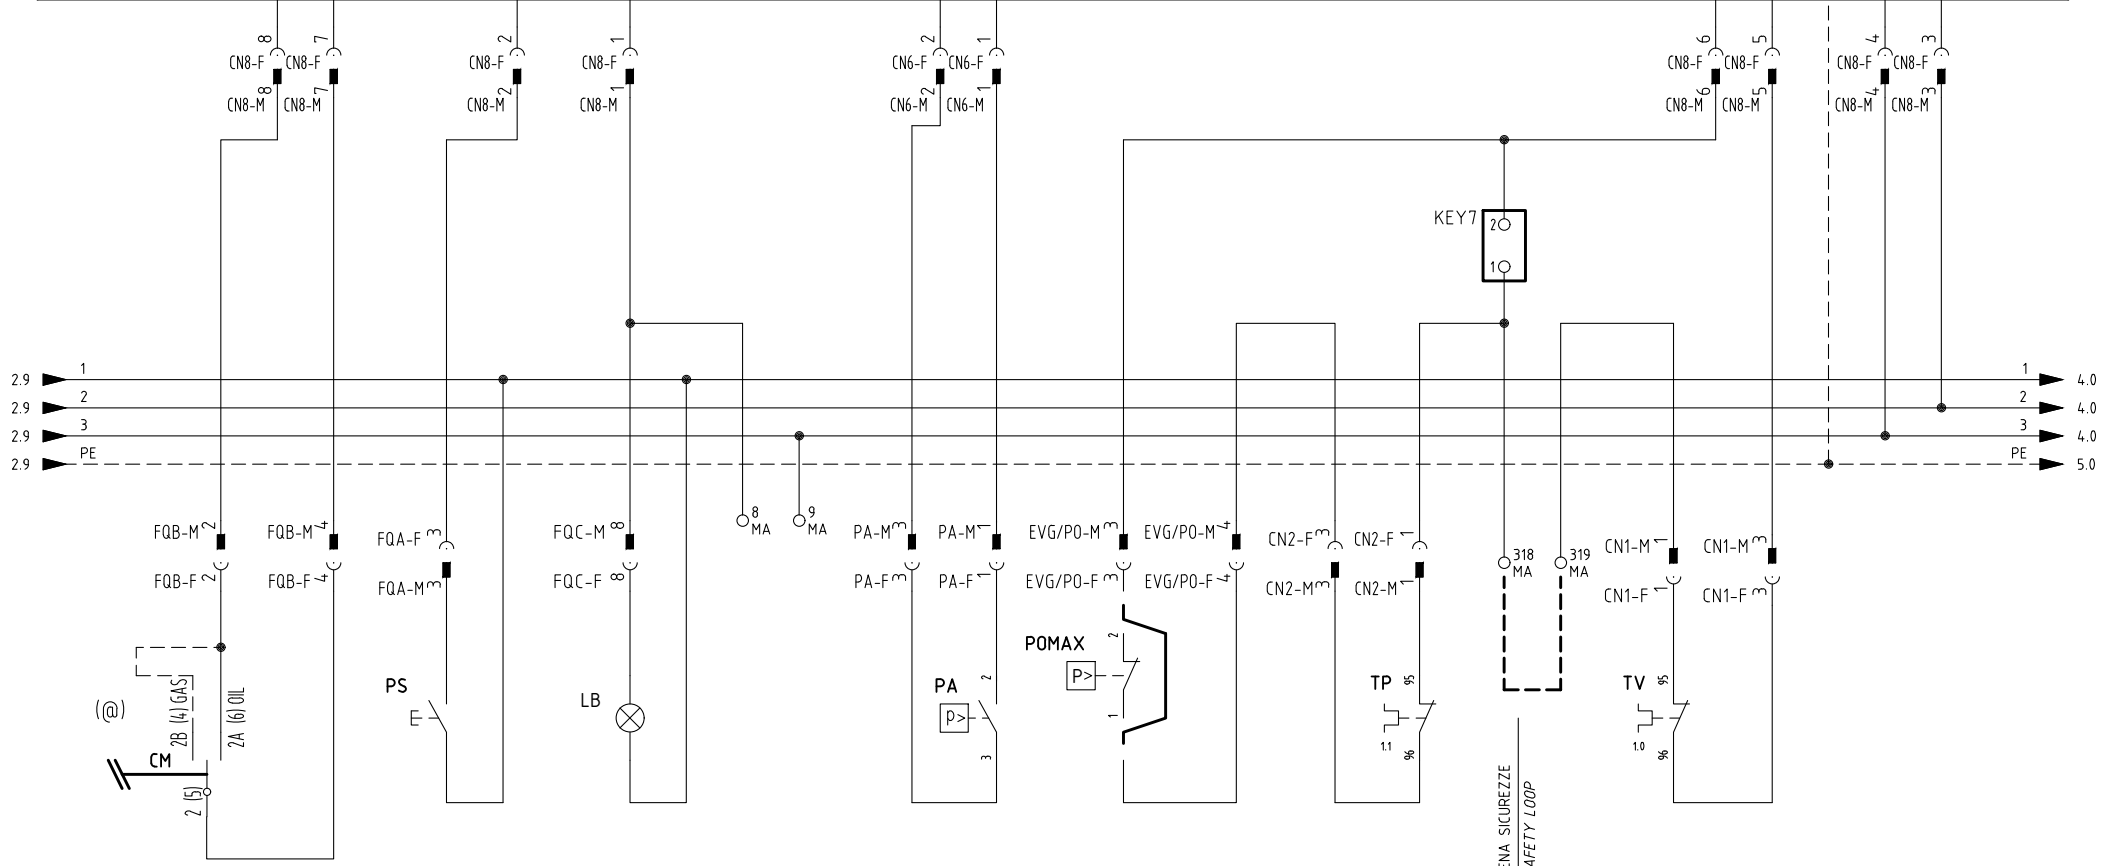 8 7 2 1 2 1 6 5 4 3
CN8-F CN8-F CN8-F CN8-F CN6-F CN6-F CN8-F CN8-F CN8-F CN8-F
8 7 2 1 2 1 6 5 4 3
CN8-M CN8-M CN8-M CN8-M CN6-M CN6-M CN8-M CN8-M CN8-M CN8-M
KEY7 2
1
2.9 1 1 4.0
2.9 2 2 4.0
2.9 3 3 4.0
2.9 PE PE 5.0
8 MA 9 MA
FQB-M 2 FQB-M 4 FQA-F 3 FQC-M 8 PA-M 3 PA-M 1 EVG/PO-M 3 EVG/PO-M 4 CN2-F 3 CN2-F 1 318 MA 319 MA CN1-M 1 CN1-M 3
FQB-F 2 FQB-F 4 FQA-M 3 FQC-F 8 PA-F 3 PA-F 1 EVG/PO-F 3 EVG/PO-F 4 CN2-M 3 CN2-M 1 CN1-F 1 CN1-F 3
POMAX 2
P>
1
(@) 2B (4) GAS 2A (6) OIL
CM
2 (5)
PS
LB
PA 2
P>
3
TP 95
1.1 96
TV 95
1.0 96
ENA SICUREZZE
AFETY LOOP